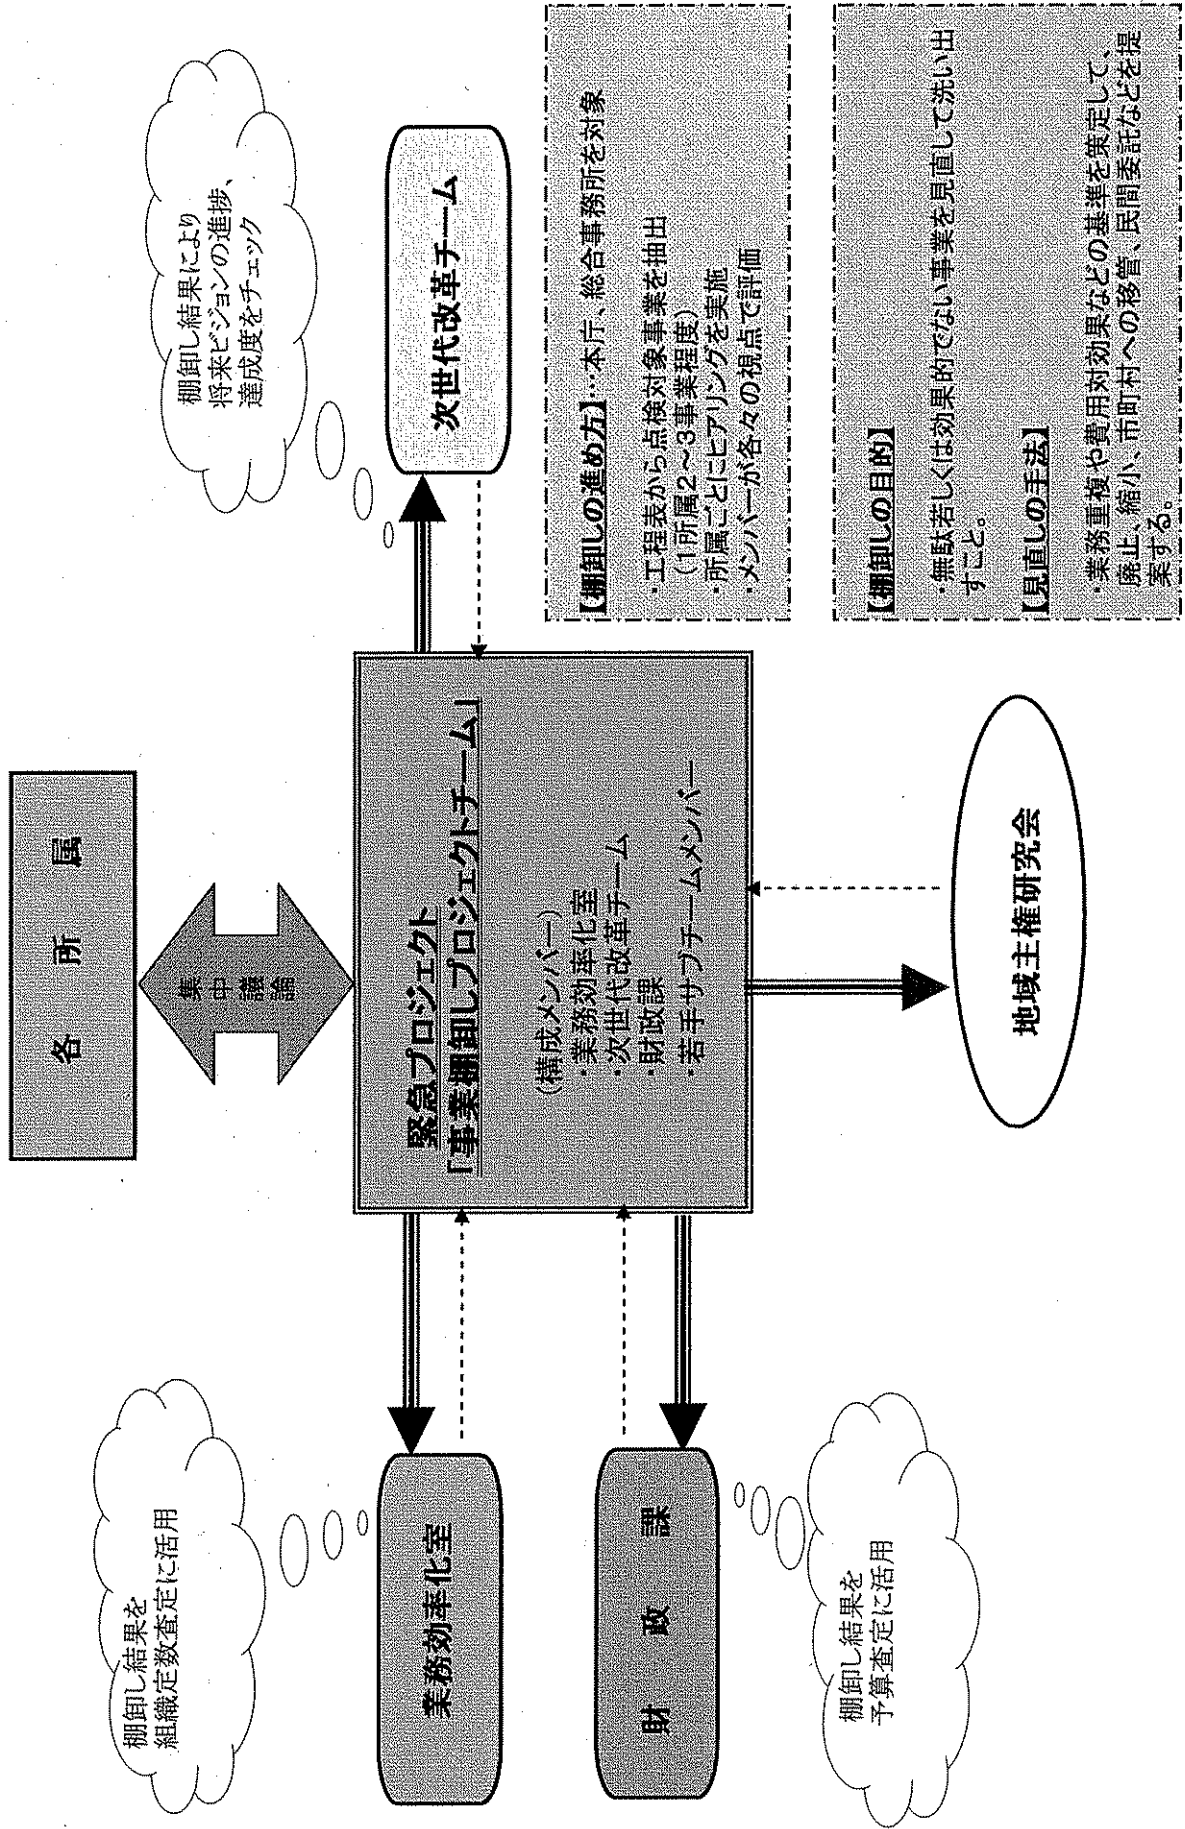 各所属
集中議論
棚卸し結果を
組織定数査定に活用
業務効率化室
棚卸し結果を
予算査定に活用
財政課
緊急プロジェクト
「事業棚卸しプロジェクトチーム」
(構成メンバー)
・業務効率化室
・次世代改革チーム
・財政課
・若手サブチームメンバー
棚卸し結果により
将来ビジョンの進捗、
達成度をチェック
次世代改革チーム
地域主権研究会
【棚卸しの進め方】…本庁、総合事務所を対象
・工程表から点検対象事業を抽出
(1所属2～3事業程度)
・所属ごとにヒアリングを実施
・メンバーが各々の視点で評価
【棚卸しの目的】
・無駄若しくは効果的でない事業を見直して洗い出
すこと。
【見直しの手法】
・業務重複や費用対効果などの基準を策定して、
廃止、縮小、市町村への移管、民間委託などを提
案する。